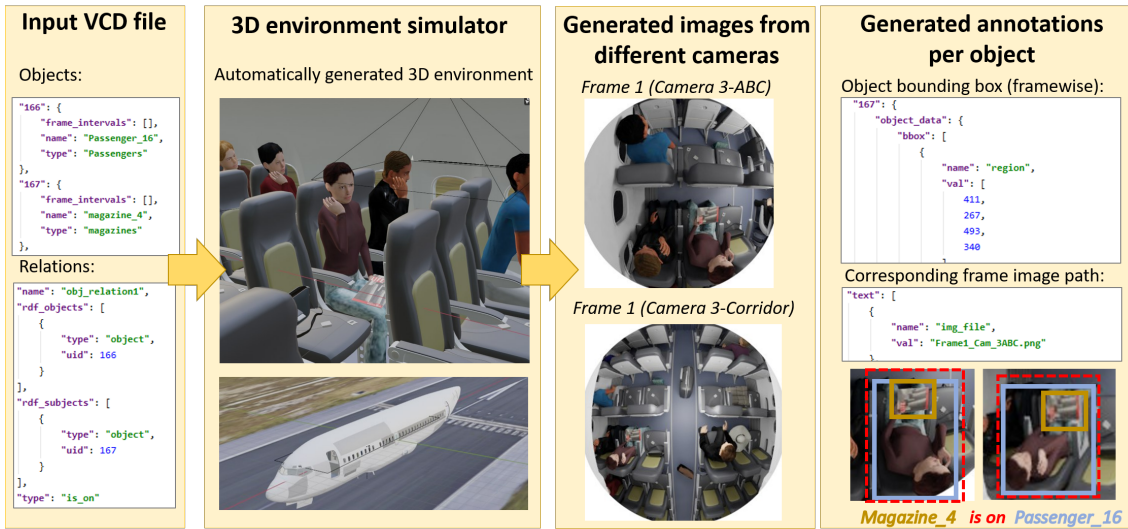 Input VCD file
Objects:
"166": {
"frame_intervals": [],
"name": "Passenger_16",
"type": "Passengers"
},
"167": {
"frame_intervals": [],
"name": "magazine_4",
"type": "magazines"
},
Relations:
"name": "obj_relation1",
"rdf_objects": [
{
"type": "object",
"uid": 166
}
],
"rdf_subjects": [
{
"type": "object",
"uid": 167
}
],
"type": "is_on"
3D environment simulator
Automatically generated 3D environment
Generated images from
different cameras
Frame 1 (Camera 3-ABC)
Frame 1 (Camera 3-Corridor)
Generated annotations
per object
Object bounding box (framewise):
"167": {
"object_data": {
"bbox": [
{
"name": "region",
"val": [
411,
267,
493,
340
]
Corresponding frame image path:
"text": [
{
"name": "img_file",
"val": "Frame1_Cam_3ABC.png"
}
Magazine_4 is on Passenger_16